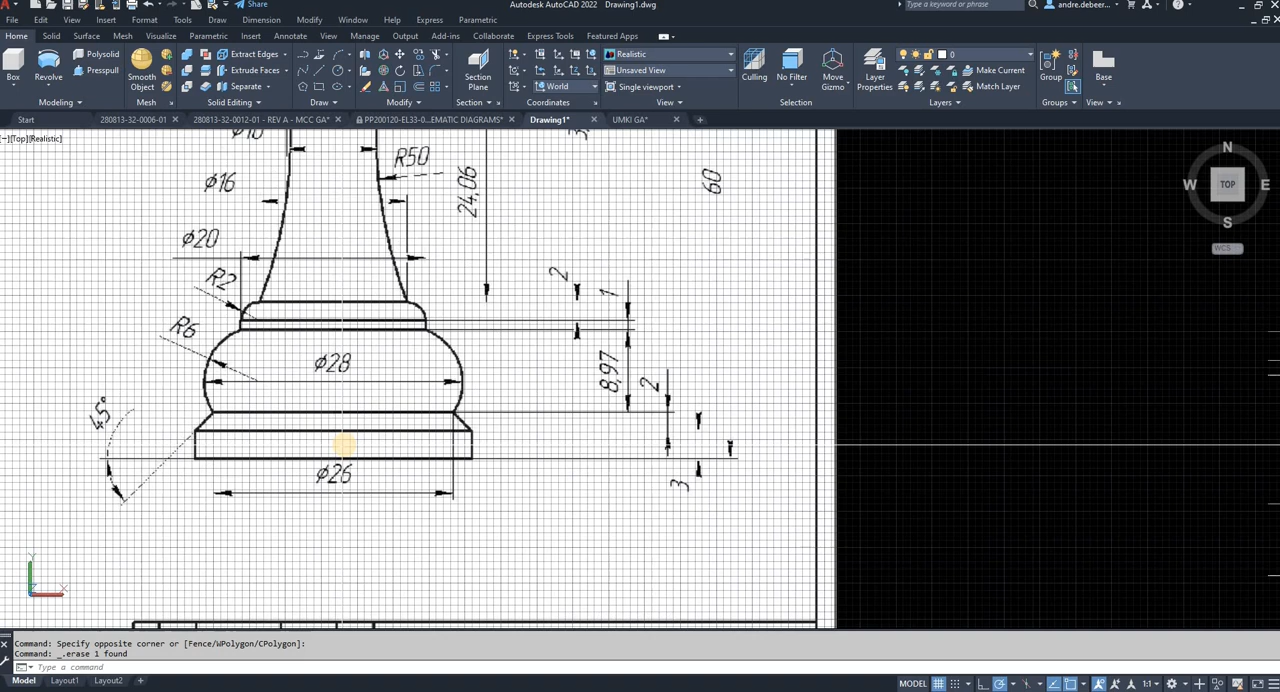 Share
Autodesk AutoCAD 2022 Drawing1.dwg
Type a keyword or phrase
andre.debeer...
File Edit View Insert Format Tools Draw Dimension Modify Window Help Express Parametric
Home Solid Surface Mesh Visualize Parametric Insert Annotate View Manage Output Add-ins Collaborate Express Tools Featured Apps
Polysolid
Presspull
Box
Revolve
Smooth
Object
Extrude Edges
Extrude Faces
Separate
Section
Plane
World
Realistic
Unsaved View
Single viewport
Culling
No Filter
Move
Gizmo
Layer
Properties
0
Make Current
Match Layer
Group
Base
Modeling Mesh Solid Editing Draw Modify Section Coordinates View Selection Layers Groups View
Start 280813-32-0006-01 280813-32-0012-01 - REV A - MCC GA* PP200120-EL33-0...EMATIC DIAGRAMS* Drawing1* UMKI GA*
[−][Top][Realistic]
R50
ϕ16
24,06
60
ϕ20
R2
2
1
R6
ϕ28
8,97
2
45°
ϕ26
3
N
W TOP E
S
WCS
Y
X
Command: Specify opposite corner or [Fence/WPolygon/CPolygon]:
Command: _.erase 1 found
Type a command
Model Layout1 Layout2 +
MODEL
1:1